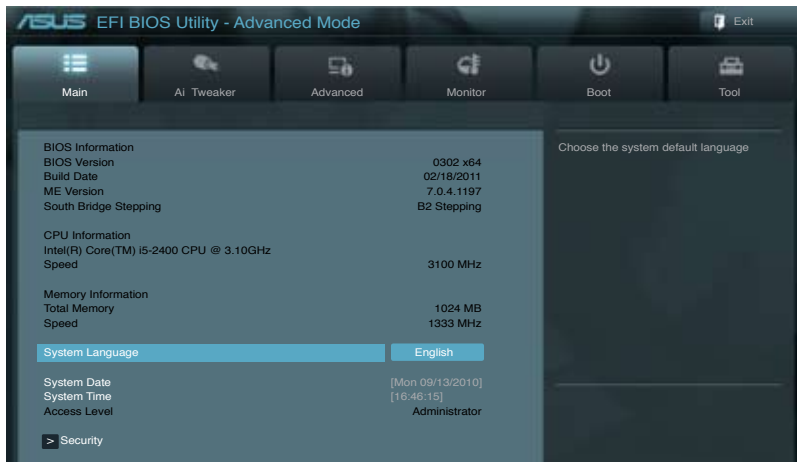 ASUS EFI BIOS Utility - Advanced Mode
Exit
Main
Ai Tweaker
Advanced
Monitor
Boot
Tool
BIOS Information
BIOS Version 0302 x64
Build Date 02/18/2011
ME Version 7.0.4.1197
South Bridge Stepping B2 Stepping
CPU Information
Intel(R) Core(TM) i5-2400 CPU @ 3.10GHz
Speed 3100 MHz
Memory Information
Total Memory 1024 MB
Speed 1333 MHz
System Language English
System Date [Mon 09/13/2010]
System Time [16:46:15]
Access Level Administrator
> Security
Choose the system default language